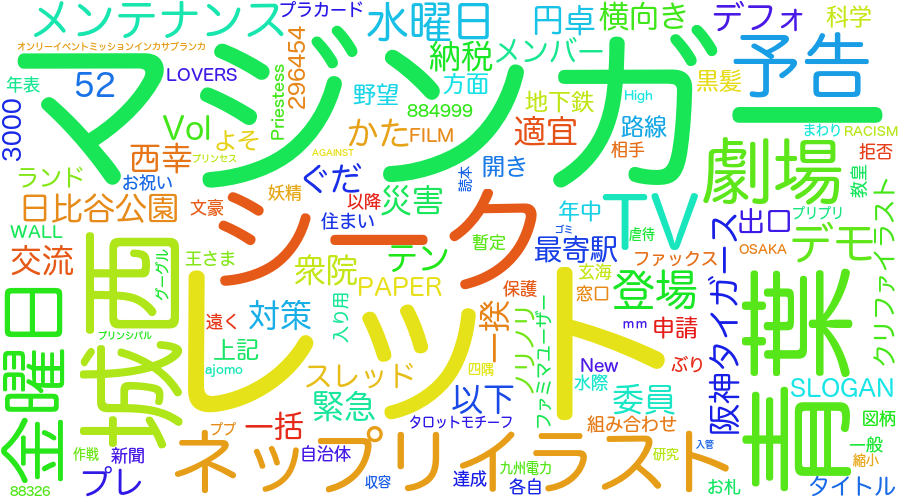 メンテナンス
プラカード
水曜日
円卓
横向き
デフォ
科学
オンリーイベントミッションインカサブランカ
マジンガー
296454
納税
メンバー
予告
年表
52
LOVERS
Priestess
野望
方面
黒髪
3000
Vol
よそ
884999
地下鉄
High
路線
まわり
RACISM
西幸
プリンセス
かた
FILM
適宜
相手
劇場
拒否
AGAINST
ランド
お祝い
妖精
ぐだ
読本
開き
教皇
日比谷公園
文豪
以降
災害
年中
TV
出口
プリプリ
WALL
住まい
ゴミ
虐待
OSAKA
交流
西
王さま
シーク
テン
暫定
最寄駅
デモ
クリファイラスト
グーグル
衆院
PAPER
玄海
ファックス
金曜日
城
レット
保護
窓口
登場
阪神タイガース
青葉
プリンシパル
遠く
対策
入り用
一揆
ノリノリ
ファミマユーザー
mm
申請
上記
ajomo
スレッド
四隅
New
ぶり
水際
SLOGAN
緊急
以下
委員
図柄
一括
ププ
タロットモチーフ
組み合わせ
一般
作戦
新聞
自治体
ネップリイラスト
研究
入管
縮小
88326
プレ
収容
達成
九州電力
各自
お札
タイトル